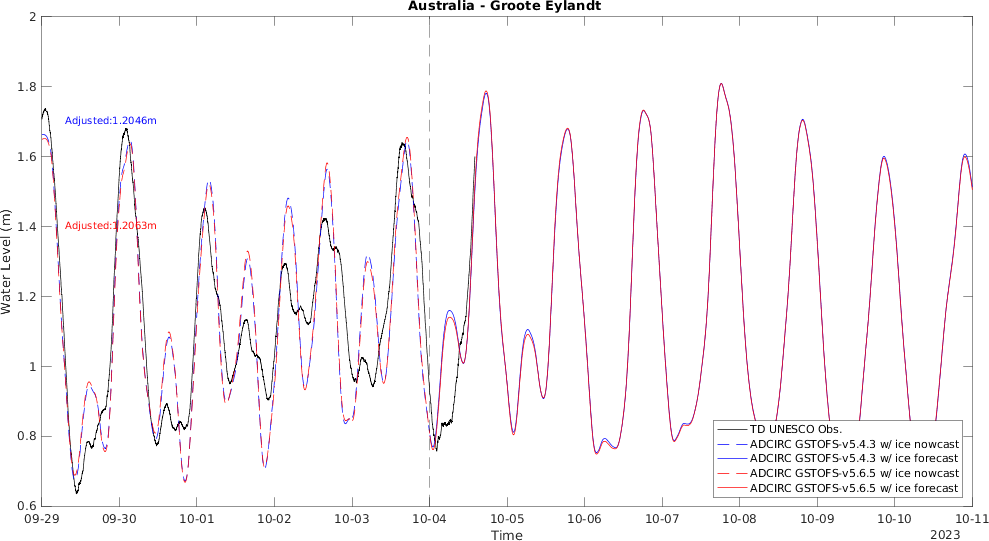 Australia - Groote Eylandt
2
1.8
1.6
1.4
1.2
1
0.8
0.6
Water Level (m)
Adjusted:1.2046m
Adjusted:1.2063m
TD UNESCO Obs.
ADCIRC GSTOFS-v5.4.3 w/ ice nowcast
ADCIRC GSTOFS-v5.4.3 w/ ice forecast
ADCIRC GSTOFS-v5.6.5 w/ ice nowcast
ADCIRC GSTOFS-v5.6.5 w/ ice forecast
09-29 09-30 10-01 10-02 10-03 10-04 10-05 10-06 10-07 10-08 10-09 10-10 10-11
Time
2023